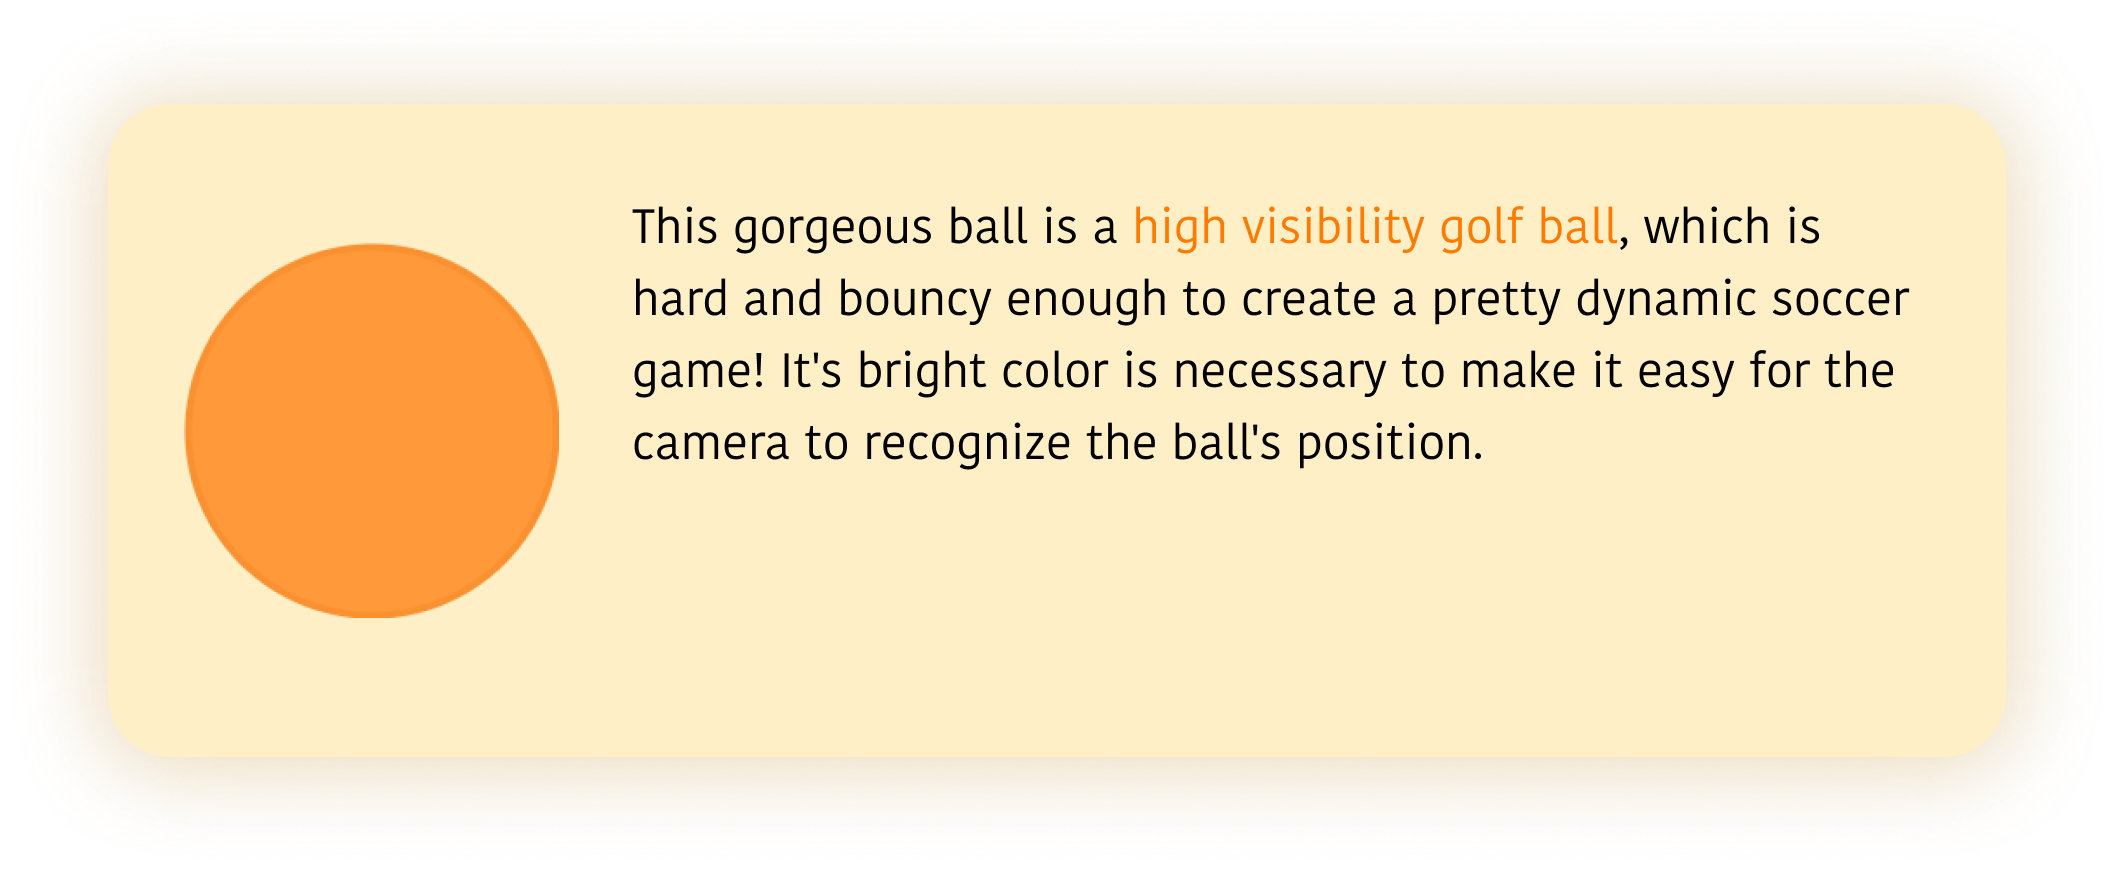 This gorgeous ball is a high visibility golf ball, which is
hard and bouncy enough to create a pretty dynamic soccer
game! It's bright color is necessary to make it easy for the
camera to recognize the ball's position.